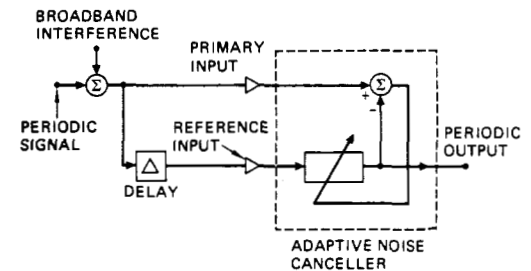 BROADBAND
INTERFERENCE
PRIMARY
INPUT
Σ
Σ
+
-
PERIODIC
SIGNAL
REFERENCE
INPUT
PERIODIC
OUTPUT
Δ
DELAY
ADAPTIVE NOISE
CANCELLER